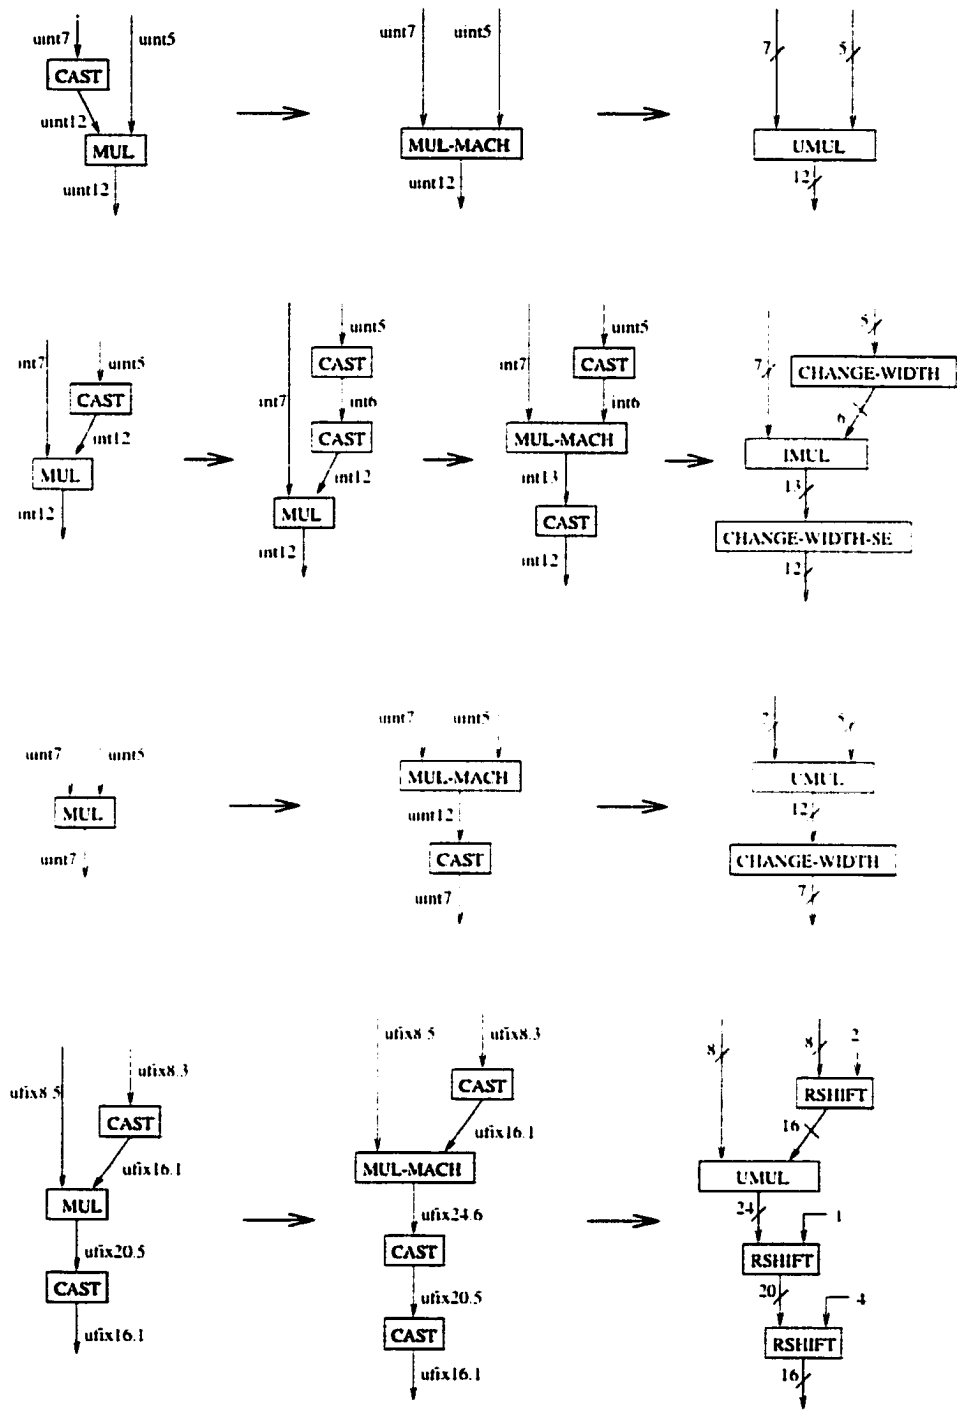 uint7 uint5 uint7 uint5 7 5
CAST
uint12
MUL MUL-MACH UMUL
uint12 uint12 12
uint5 uint5 5
int7 uint5 CAST int7 CAST 7 CHANGE-WIDTH
CAST int7 int6 int6 6
int12 CAST MUL-MACH IMUL
MUL int12 int13 13
int12 MUL CAST CHANGE-WIDTH-SE
int12 int12 12
uint7 uint5 7 5
uint7 uint5 MUL-MACH UMUL
MUL uint12 12
uint7 CAST CHANGE-WIDTH
uint7 7
ufix8.5 ufix8.3 8 8 2
ufix8.5 ufix8.3 CAST RSHIFT
CAST ufix16.1 16
ufix16.1 MUL-MACH UMUL
MUL ufix24.6 24 1
ufix20.5 CAST RSHIFT
CAST ufix20.5 20 4
ufix16.1 CAST RSHIFT
ufix16.1 16